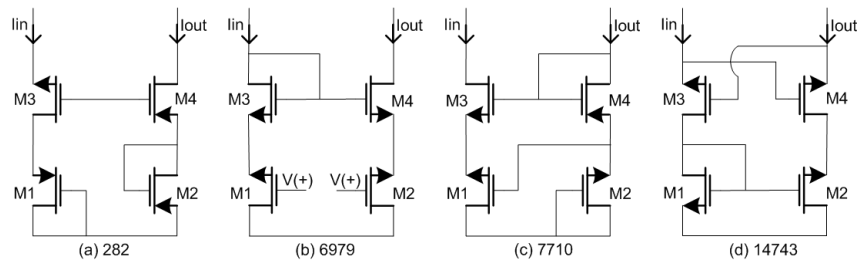 Iin Iout Iin Iout Iin Iout Iin Iout
M3 M4 M3 M4 M3 M4 M3 M4
M1 M2 M1 V(+) V(+) M2 M1 M2 M1 M2
(a) 282 (b) 6979 (c) 7710 (d) 14743